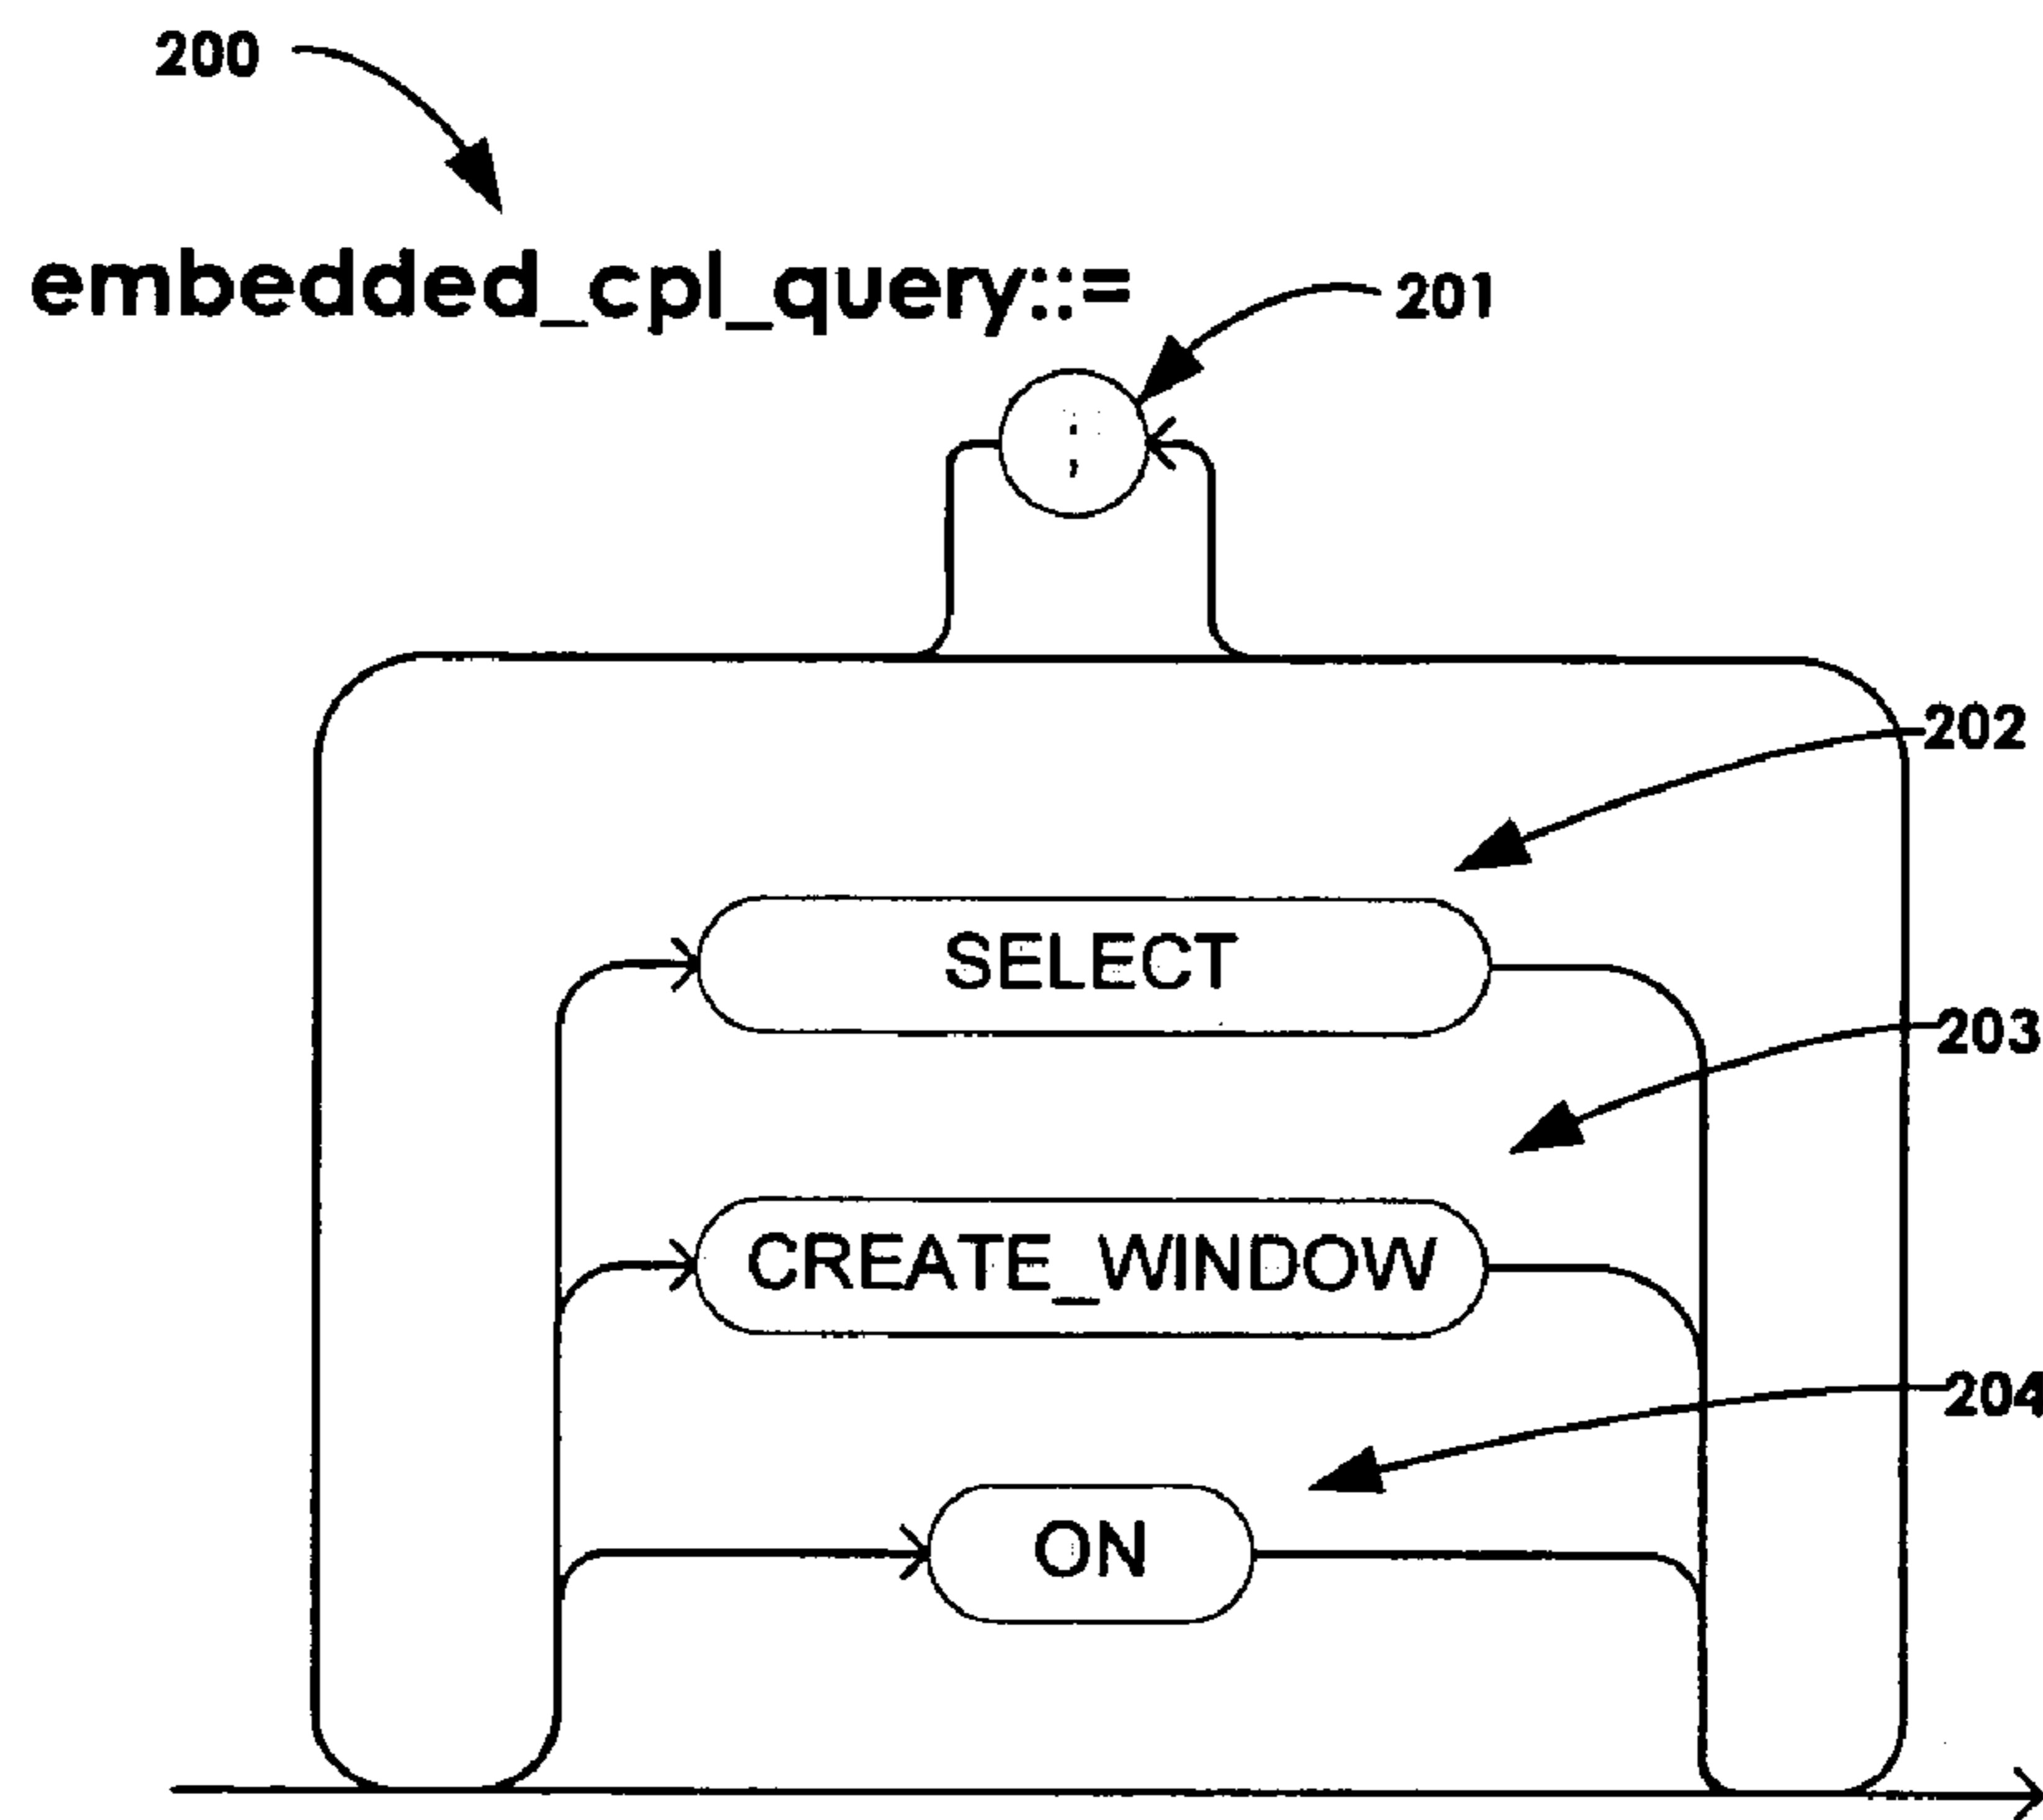 200
embedded_cpl_query::=
201
;
202
SELECT
203
CREATE_WINDOW
204
ON